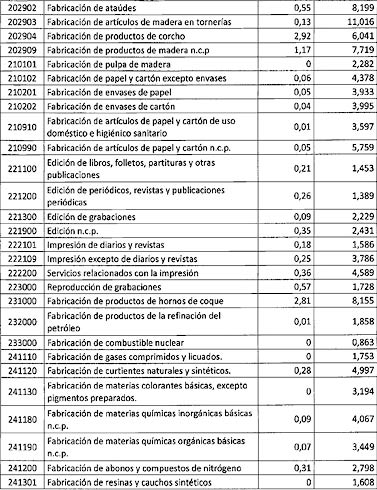 202902 Fabricación de ataúdes 0,55 8,199
202903 Fabricación de artículos de madera en tornerías 0,13 11,016
202904 Fabricación de productos de corcho 2,92 6,041
202909 Fabricación de productos de madera n.c.p 1,17 7,719
210101 Fabricación de pulpa de madera 0 2,282
210102 Fabricación de papel y cartón excepto envases 0,06 4,378
210201 Fabricación de envases de papel 0,05 3,933
210202 Fabricación de envases de cartón 0,04 3,995
210910 Fabricación de artículos de papel y cartón de uso
doméstico e higiénico sanitario 0,01 3,597
210990 Fabricación de artículos de papel y cartón n.c.p. 0,05 5,759
221100 Edición de libros, folletos, partituras y otras
publicaciones 0,21 1,453
221200 Edición de periódicos, revistas y publicaciones
periódicas 0,26 1,389
221300 Edición de grabaciones 0,09 2,229
221900 Edición n.c.p. 0,35 2,431
222101 Impresión de diarios y revistas 0,18 1,586
222109 Impresión excepto de diarios y revistas 0,25 3,786
222200 Servicios relacionados con la impresión 0,36 4,589
223000 Reproducción de grabaciones 0,57 1,728
231000 Fabricación de productos de hornos de coque 2,81 8,155
232000 Fabricación de productos de la refinación del
petróleo 0,01 1,858
233000 Fabricación de combustible nuclear 0 0,863
241110 Fabricación de gases comprimidos y licuados. 0 1,753
241120 Fabricación de curtientes naturales y sintéticos. 0,28 4,997
241130 Fabricación de materias colorantes básicas, excepto
pigmentos preparados. 0 3,194
241180 Fabricación de materias químicas inorgánicas básicas
n.c.p. 0,09 4,067
241190 Fabricación de materias químicas orgánicas básicas
n.c.p. 0,07 3,449
241200 Fabricación de abonos y compuestos de nitrógeno 0,31 2,798
241301 Fabricación de resinas y cauchos sintéticos 0 1,608